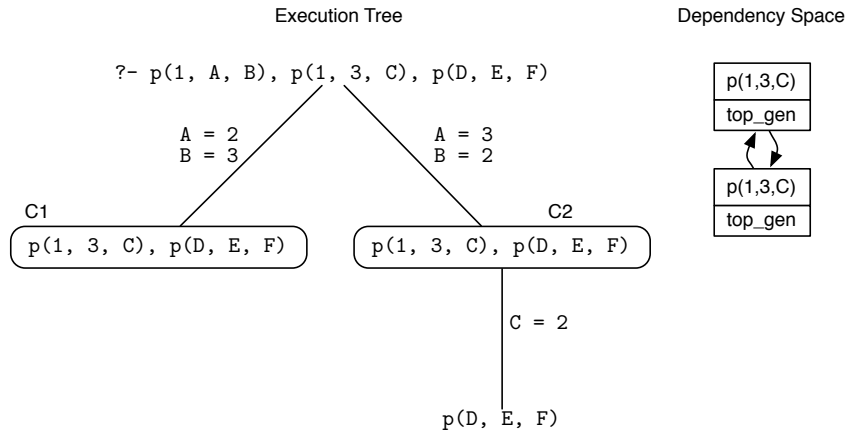 Execution Tree
Dependency Space
?- p(1, A, B), p(1, 3, C), p(D, E, F)
p(1,3,C)
top_gen
A = 2
B = 3
A = 3
B = 2
p(1,3,C)
top_gen
C1
C2
p(1, 3, C), p(D, E, F)
p(1, 3, C), p(D, E, F)
C = 2
p(D, E, F)